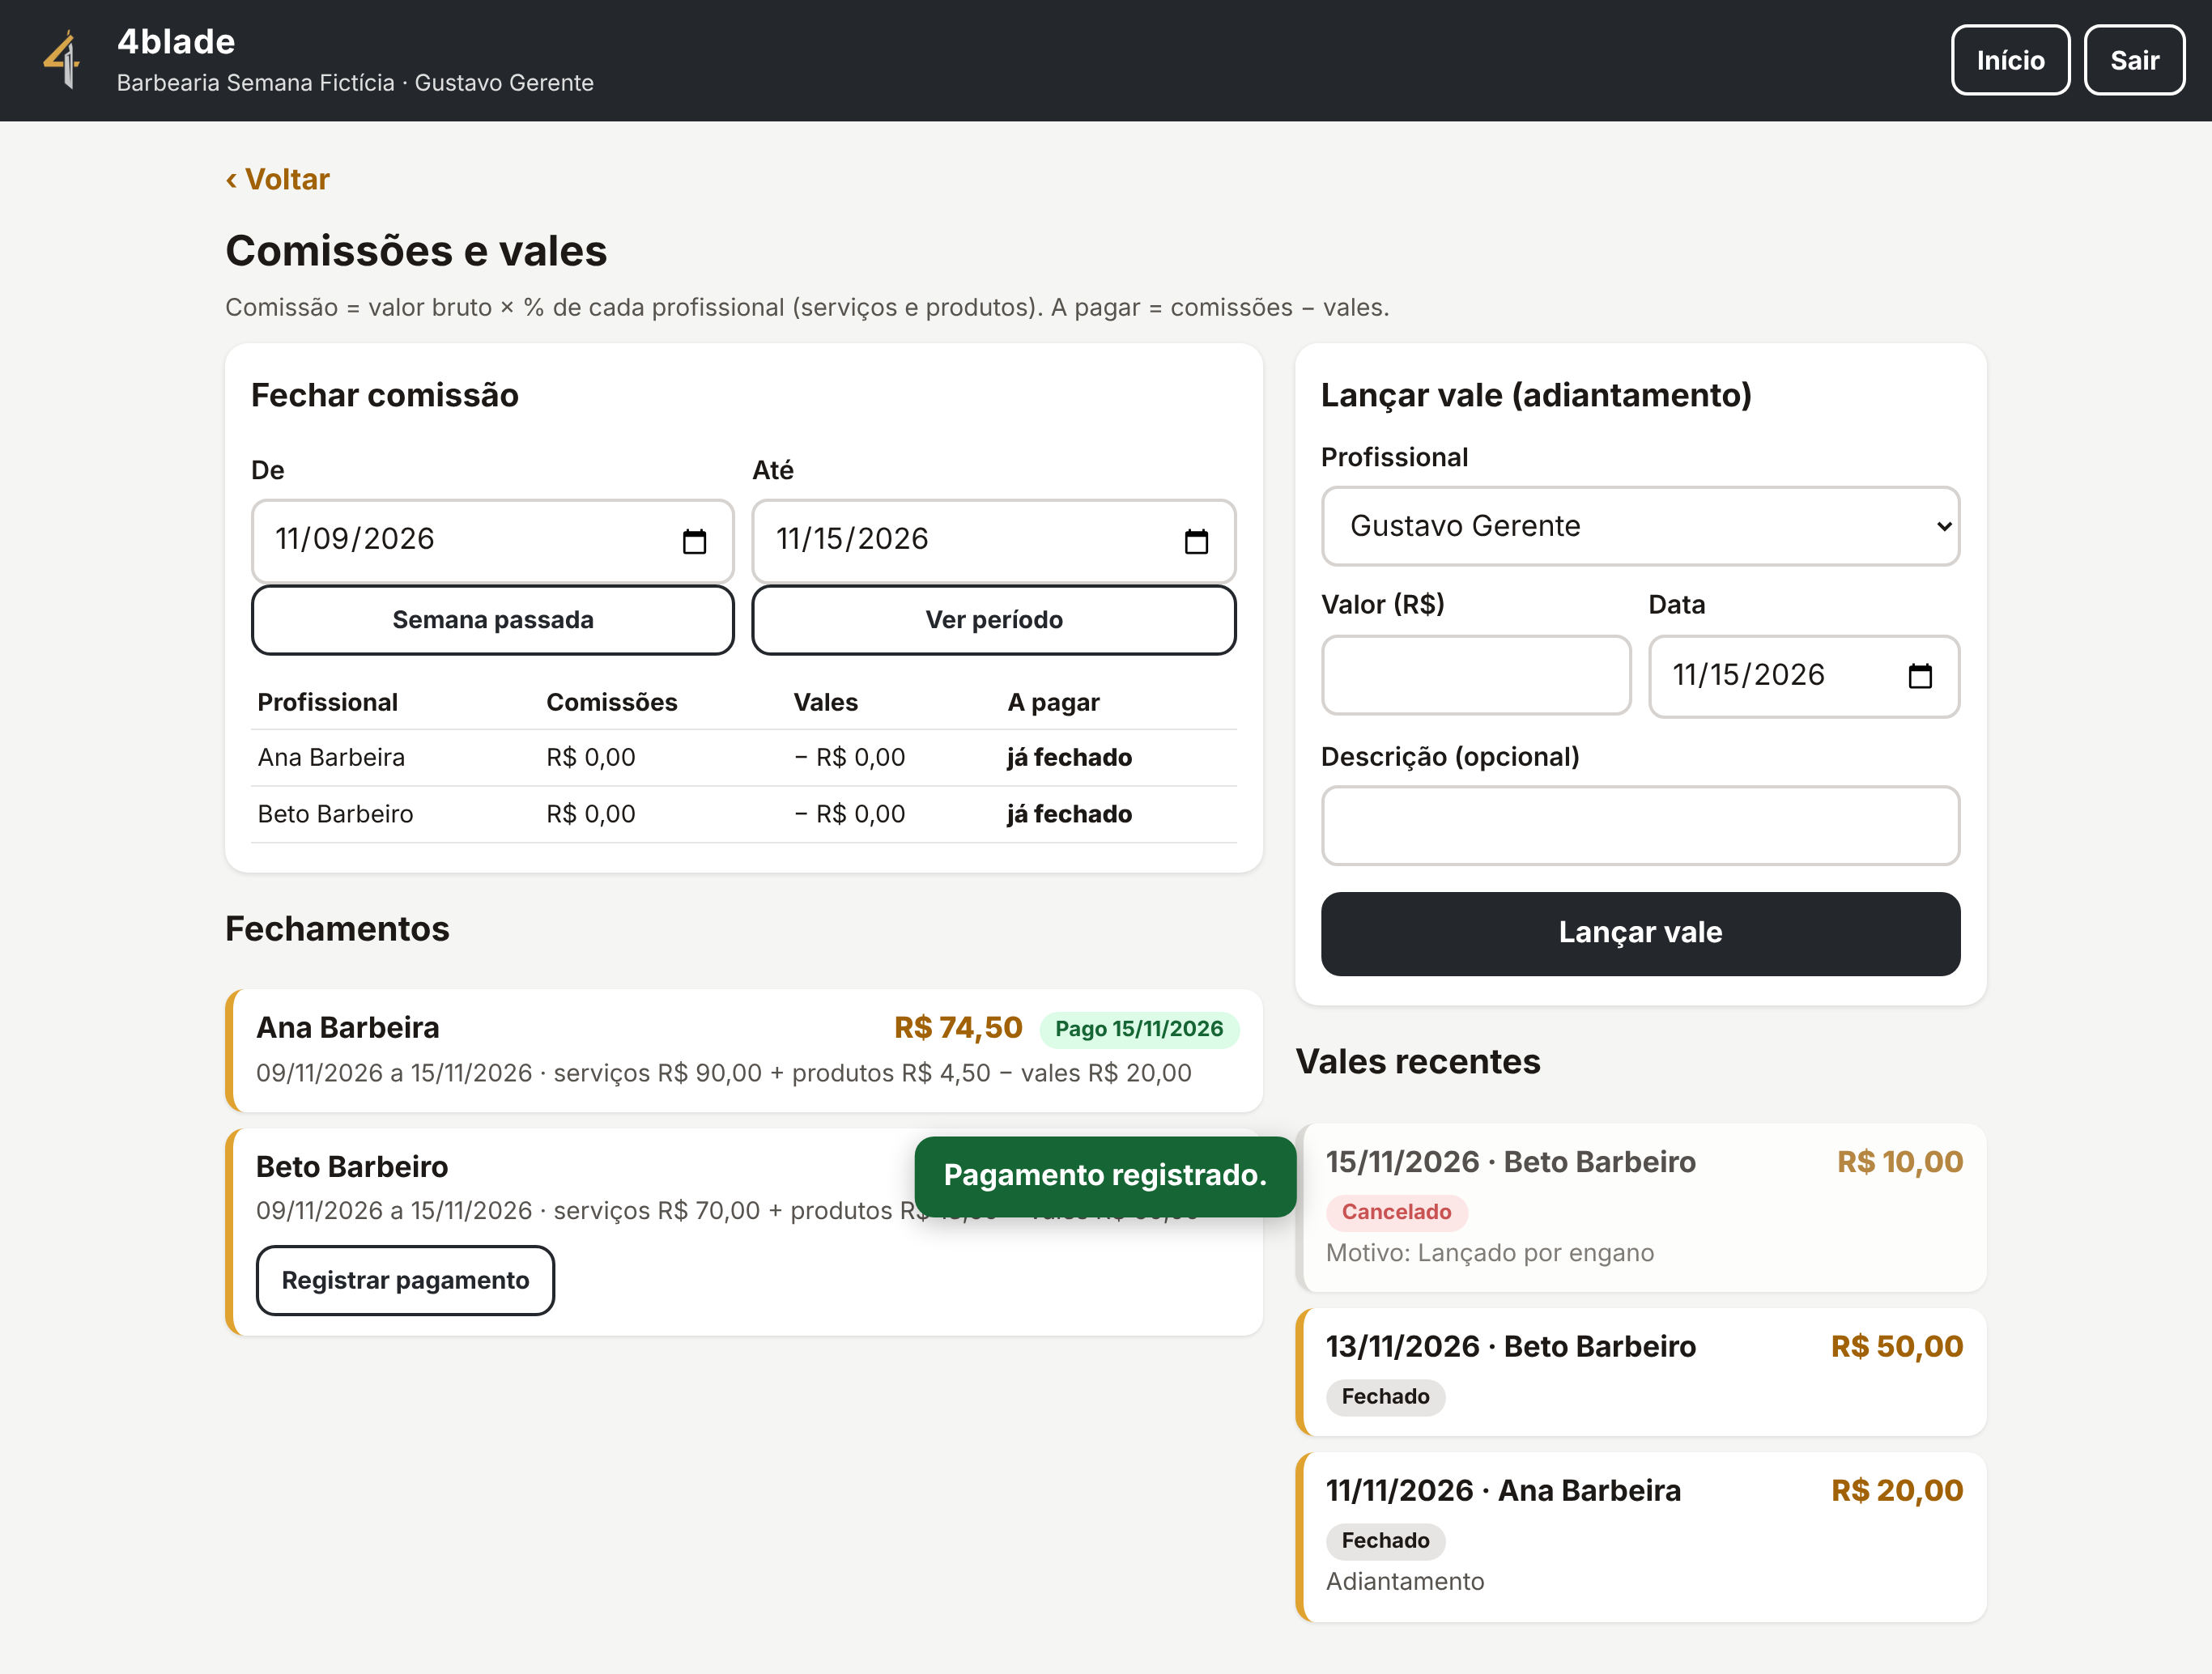 4blade
Barbearia Semana Fictícia · Gustavo Gerente
Início
Sair
‹ Voltar
Comissões e vales
Comissão = valor bruto × % de cada profissional (serviços e produtos). A pagar = comissões − vales.
Fechar comissão
De
Até
11/09/2026
11/15/2026
Semana passada
Ver período
Profissional Comissões Vales A pagar
Ana Barbeira R$ 0,00 − R$ 0,00 já fechado
Beto Barbeiro R$ 0,00 − R$ 0,00 já fechado
Fechamentos
Ana Barbeira R$ 74,50 Pago 15/11/2026
09/11/2026 a 15/11/2026 · serviços R$ 90,00 + produtos R$ 4,50 − vales R$ 20,00
Beto Barbeiro
09/11/2026 a 15/11/2026 · serviços R$ 70,00 + produtos
Registrar pagamento
Pagamento registrado.
Lançar vale (adiantamento)
Profissional
Gustavo Gerente
Valor (R$)
Data
11/15/2026
Descrição (opcional)
Lançar vale
Vales recentes
15/11/2026 · Beto Barbeiro R$ 10,00
Cancelado
Motivo: Lançado por engano
13/11/2026 · Beto Barbeiro R$ 50,00
Fechado
11/11/2026 · Ana Barbeira R$ 20,00
Fechado
Adiantamento